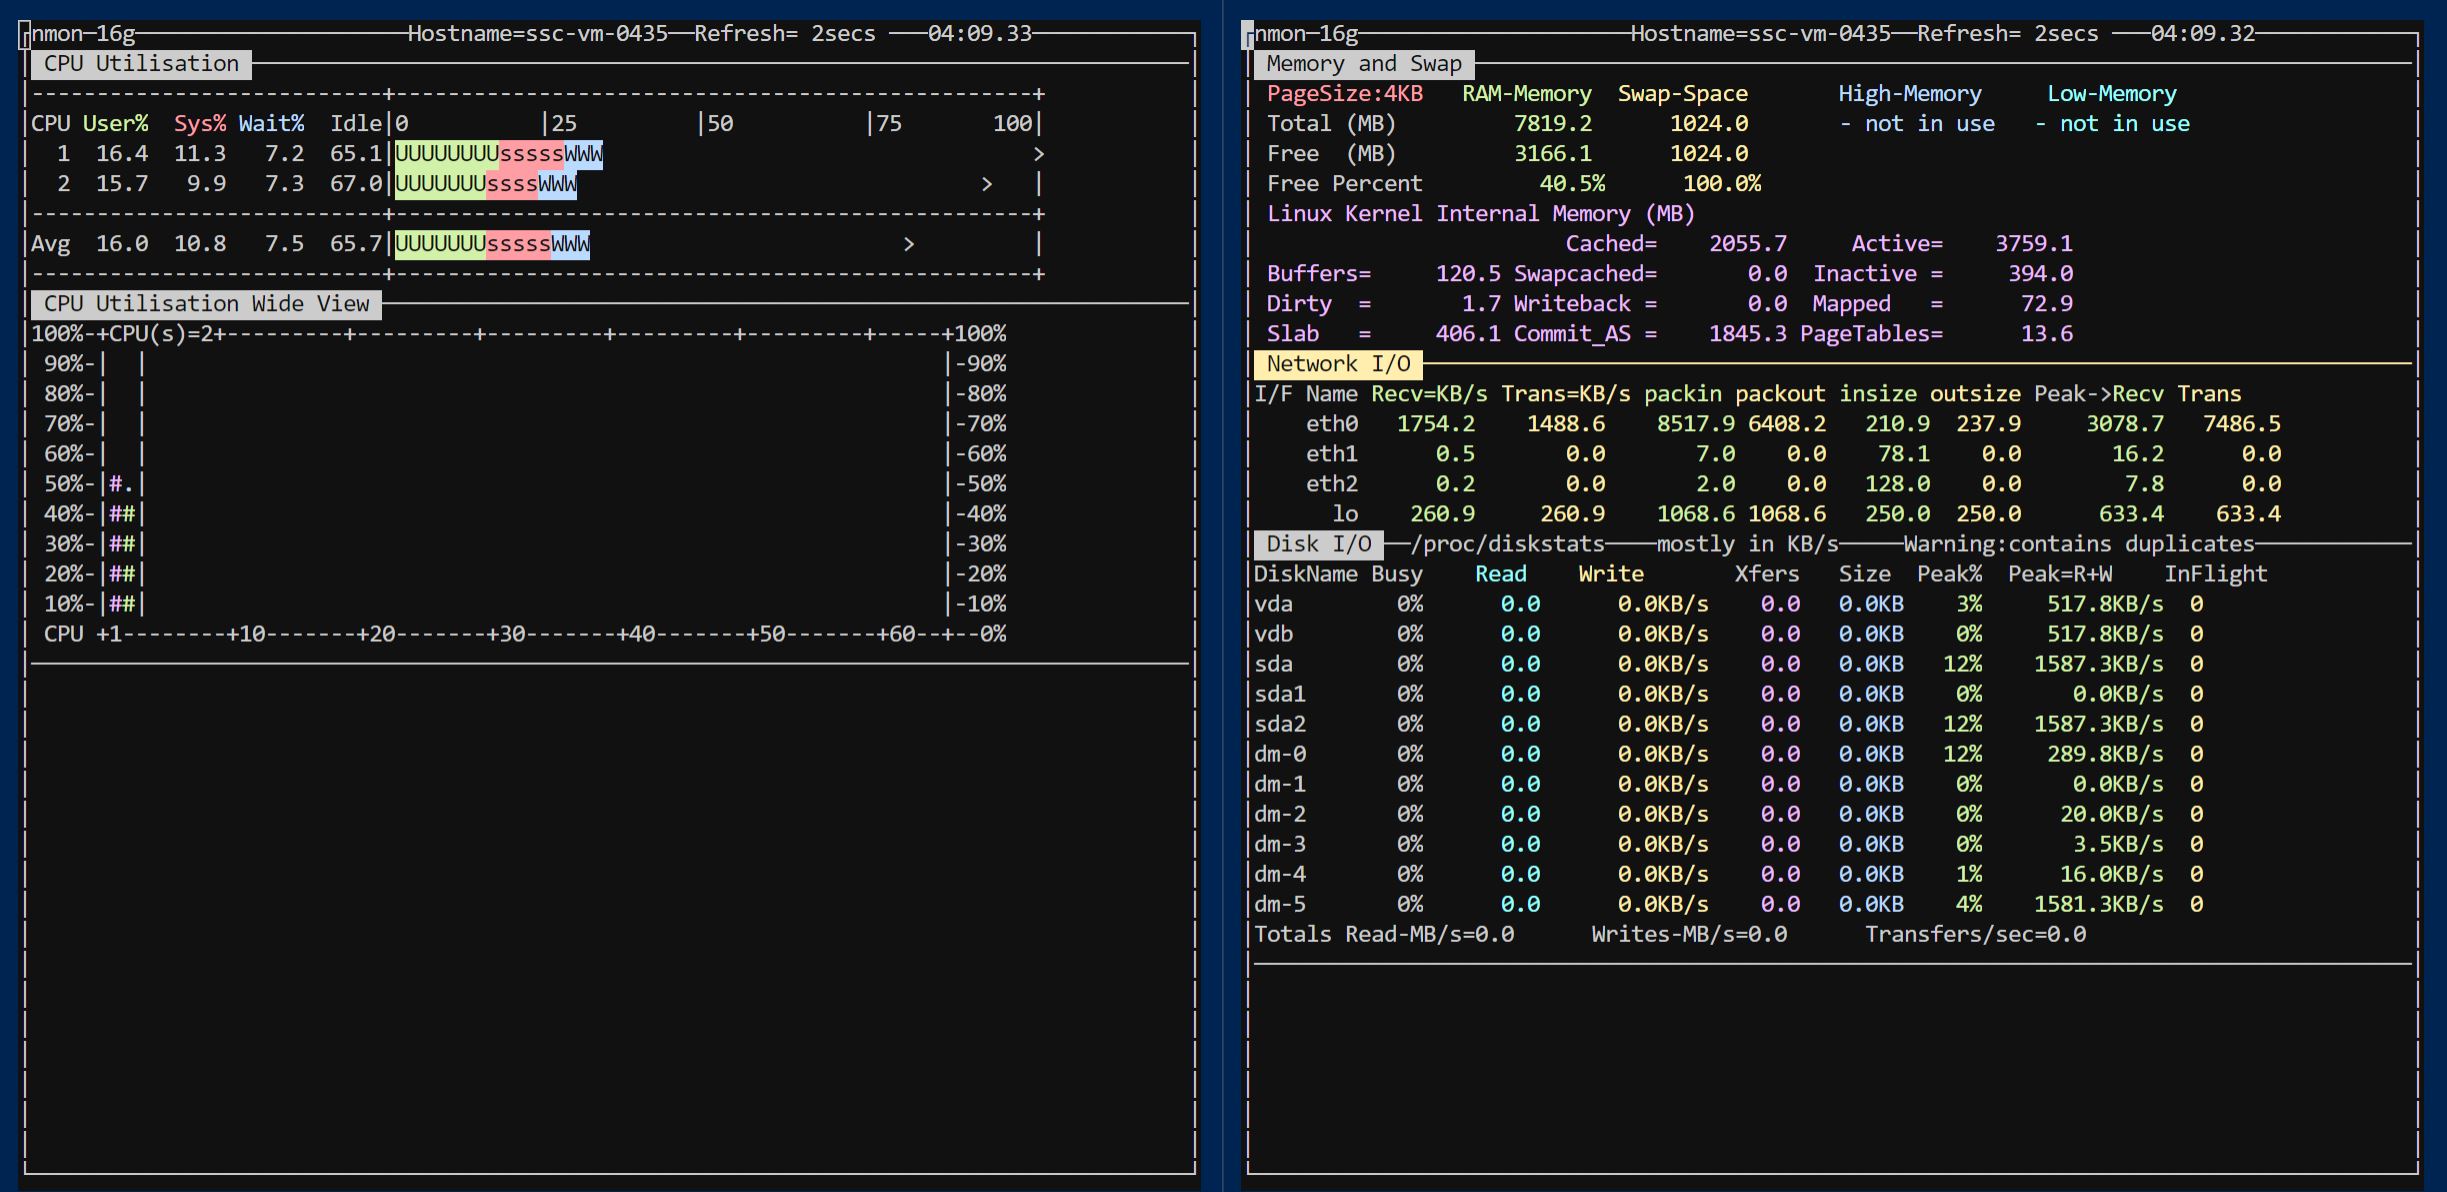 nmon─16g─────────────────────Hostname=ssc-vm-0435──Refresh= 2secs ───04:09.33
 CPU Utilisation
---------------------------+-------------------------------------------------+
CPU User%  Sys% Wait%  Idle|0          |25         |50          |75       100|
  1  16.4  11.3   7.2  65.1|UUUUUUUUsssssWWW                                 >
  2  15.7   9.9   7.3  67.0|UUUUUUUssssWWW                               >   |
---------------------------+-------------------------------------------------+
Avg  16.0  10.8   7.5  65.7|UUUUUUUsssssWWW                        >         |
---------------------------+-------------------------------------------------+
 CPU Utilisation Wide View
100%-+CPU(s)=2+---------+---------+---------+---------+---------+-----+100%
 90%-|  |                                                             |-90%
 80%-|  |                                                             |-80%
 70%-|  |                                                             |-70%
 60%-|  |                                                             |-60%
 50%-|#.|                                                             |-50%
 40%-|##|                                                             |-40%
 30%-|##|                                                             |-30%
 20%-|##|                                                             |-20%
 10%-|##|                                                             |-10%
 CPU +1--------+10-------+20-------+30-------+40-------+50-------+60--+--0%
nmon─16g─────────────────────Hostname=ssc-vm-0435──Refresh= 2secs ───04:09.32
 Memory and Swap
 PageSize:4KB   RAM-Memory  Swap-Space       High-Memory     Low-Memory
 Total (MB)         7819.2      1024.0       - not in use   - not in use
 Free  (MB)         3166.1      1024.0
 Free Percent         40.5%      100.0%
 Linux Kernel Internal Memory (MB)
                        Cached=    2055.7     Active=    3759.1
 Buffers=     120.5 Swapcached=       0.0  Inactive =     394.0
 Dirty  =       1.7 Writeback =       0.0  Mapped   =      72.9
 Slab   =     406.1 Commit_AS =    1845.3 PageTables=      13.6
 Network I/O
I/F Name Recv=KB/s Trans=KB/s packin packout insize outsize Peak->Recv Trans
    eth0   1754.2    1488.6    8517.9 6408.2   210.9  237.9     3078.7   7486.5
    eth1      0.5       0.0       7.0    0.0    78.1    0.0       16.2      0.0
    eth2      0.2       0.0       2.0    0.0   128.0    0.0        7.8      0.0
      lo    260.9     260.9    1068.6 1068.6   250.0  250.0      633.4    633.4
 Disk I/O ──/proc/diskstats────mostly in KB/s─────Warning:contains duplicates
DiskName Busy    Read    Write       Xfers   Size  Peak%  Peak=R+W    InFlight
vda        0%      0.0      0.0KB/s    0.0   0.0KB    3%     517.8KB/s  0
vdb        0%      0.0      0.0KB/s    0.0   0.0KB    0%     517.8KB/s  0
sda        0%      0.0      0.0KB/s    0.0   0.0KB   12%    1587.3KB/s  0
sda1       0%      0.0      0.0KB/s    0.0   0.0KB    0%       0.0KB/s  0
sda2       0%      0.0      0.0KB/s    0.0   0.0KB   12%    1587.3KB/s  0
dm-0       0%      0.0      0.0KB/s    0.0   0.0KB   12%     289.8KB/s  0
dm-1       0%      0.0      0.0KB/s    0.0   0.0KB    0%       0.0KB/s  0
dm-2       0%      0.0      0.0KB/s    0.0   0.0KB    0%      20.0KB/s  0
dm-3       0%      0.0      0.0KB/s    0.0   0.0KB    0%       3.5KB/s  0
dm-4       0%      0.0      0.0KB/s    0.0   0.0KB    1%      16.0KB/s  0
dm-5       0%      0.0      0.0KB/s    0.0   0.0KB    4%    1581.3KB/s  0
Totals Read-MB/s=0.0      Writes-MB/s=0.0      Transfers/sec=0.0